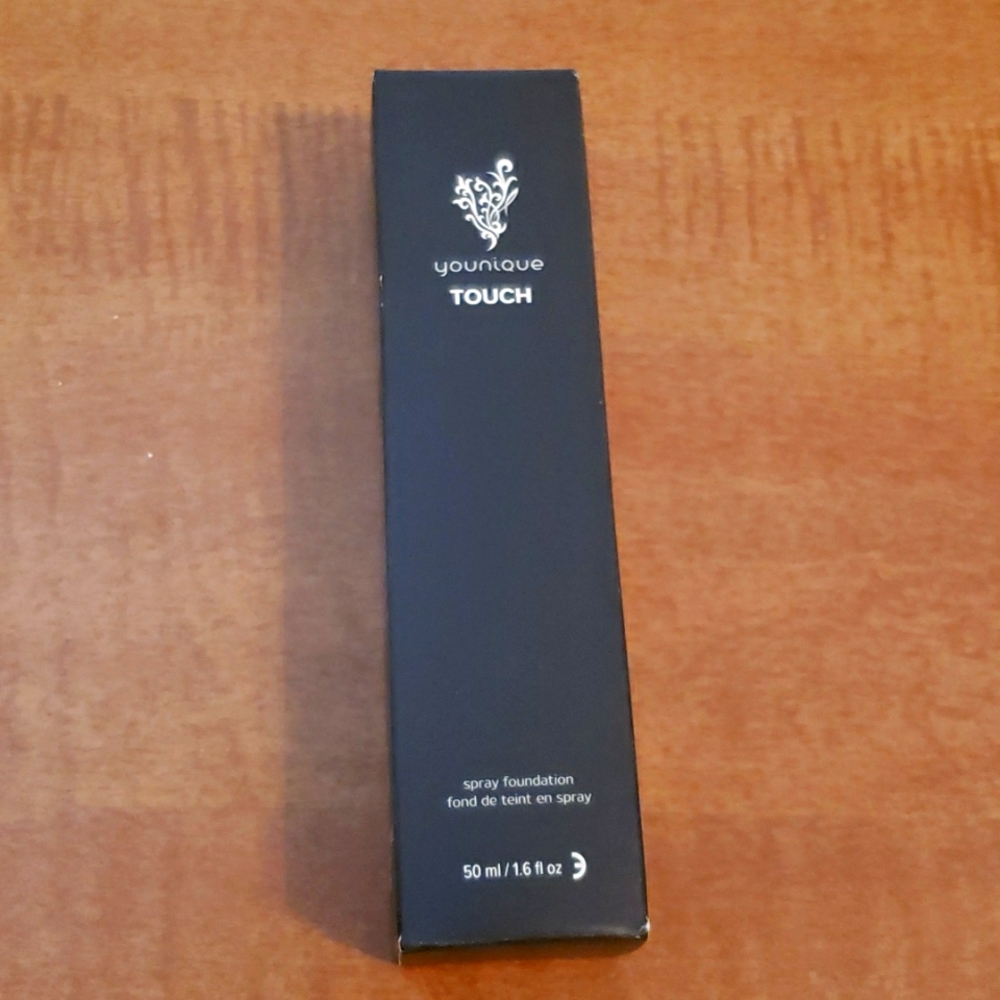 younique
TOUCH
spray foundation
fond de teint en spray
50 ml / 1.6 fl oz ℮